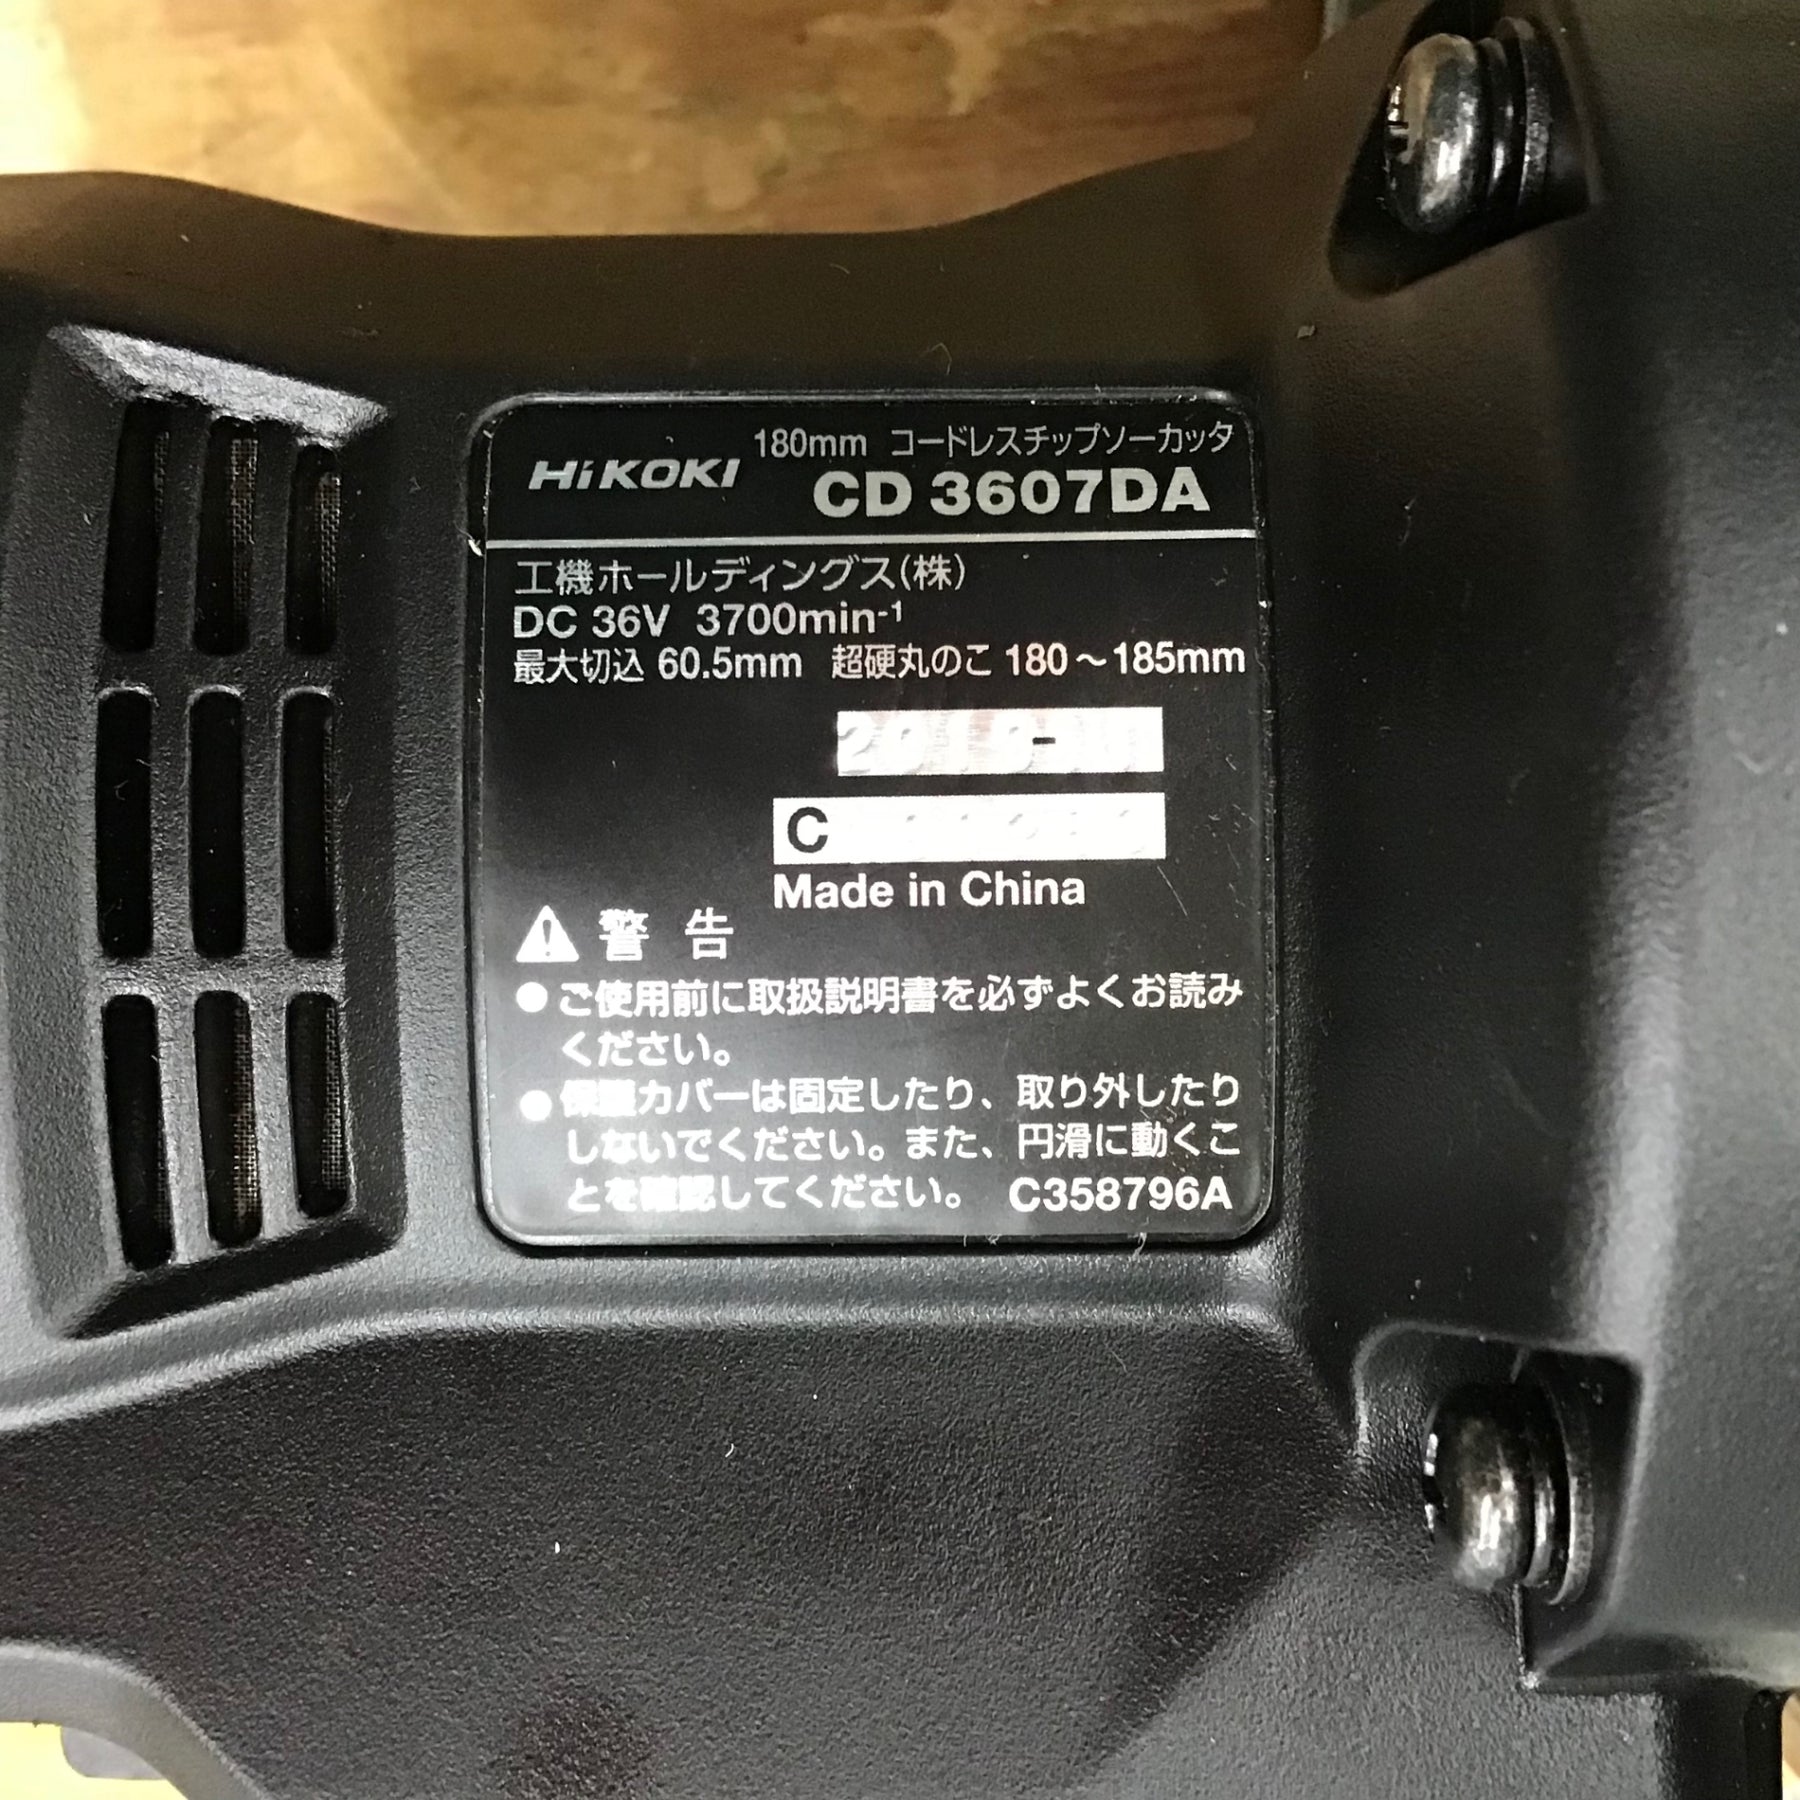 180mm コードレスチップソーカッタ
HiKOKI CD 3607DA
工機ホールディングス(株)
DC 36V 3700min-1
最大切込 60.5mm 超硬丸のこ 180～185mm
C
Made in China
警告
●ご使用前に取扱説明書を必ずよくお読み
ください。
●保護カバーは固定したり、取り外したり
しないでください。また、円滑に動くこ
とを確認してください。 C358796A